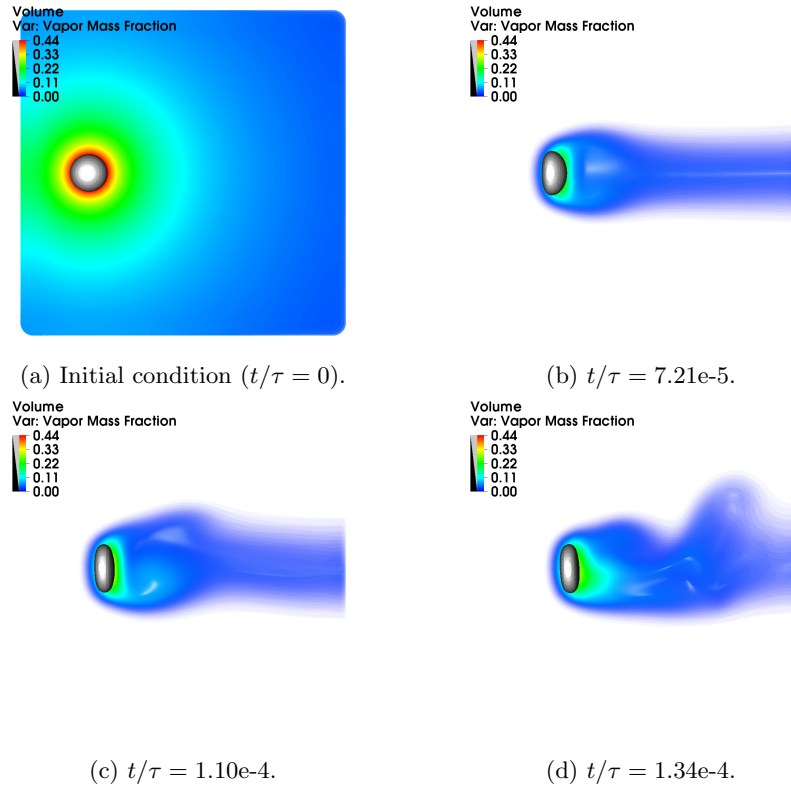 Volume
Var: Vapor Mass Fraction
0.44
0.33
0.22
0.11
0.00
(a) Initial condition (t/τ = 0).
Volume
Var: Vapor Mass Fraction
0.44
0.33
0.22
0.11
0.00
(b) t/τ = 7.21e-5.
Volume
Var: Vapor Mass Fraction
0.44
0.33
0.22
0.11
0.00
(c) t/τ = 1.10e-4.
Volume
Var: Vapor Mass Fraction
0.44
0.33
0.22
0.11
0.00
(d) t/τ = 1.34e-4.